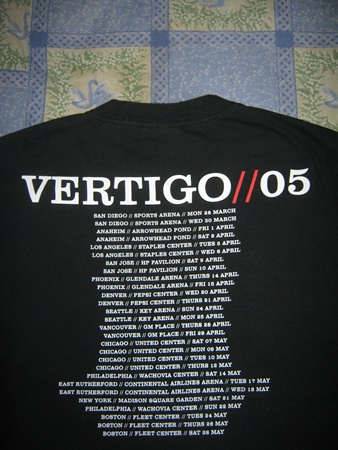 VERTIGO//05
SAN DIEGO // SPORTS ARENA // MON 28 MARCH
SAN DIEGO // SPORTS ARENA // WED 30 MARCH
ANAHEIM // ARROWHEAD POND // FRI 1 APRIL
ANAHEIM // ARROWHEAD POND // SAT 2 APRIL
LOS ANGELES // STAPLES CENTER // TUES 5 APRIL
LOS ANGELES // STAPLES CENTER // WED 6 APRIL
SAN JOSE // HP PAVILION // SAT 9 APRIL
SAN JOSE // HP PAVILION // SUN 10 APRIL
PHOENIX // GLENDALE ARENA // THURS 14 APRIL
PHOENIX // GLENDALE ARENA // FRI 15 APRIL
DENVER // PEPSI CENTER // WED 20 APRIL
DENVER // PEPSI CENTER // THURS 21 APRIL
SEATTLE // KEY ARENA // SUN 24 APRIL
SEATTLE // KEY ARENA // MON 25 APRIL
VANCOUVER // GM PLACE // THURS 28 APRIL
VANCOUVER // GM PLACE // FRI 29 APRIL
CHICAGO // UNITED CENTER // SAT 07 MAY
CHICAGO // UNITED CENTER // MON 09 MAY
CHICAGO // UNITED CENTER // TUES 10 MAY
CHICAGO // UNITED CENTER // THURS 12 MAY
PHILADELPHIA // WACHOVIA CENTER // SAT 14 MAY
EAST RUTHERFORD // CONTINENTAL AIRLINES ARENA // TUES 17 MAY
EAST RUTHERFORD // CONTINENTAL AIRLINES ARENA // WED 18 MAY
NEW YORK // MADISON SQUARE GARDEN // SAT 21 MAY
PHILADELPHIA // WACHOVIA CENTER // SUN 22 MAY
BOSTON // FLEET CENTER // TUES 24 MAY
BOSTON // FLEET CENTER // THURS 26 MAY
BOSTON // FLEET CENTER // SAT 28 MAY